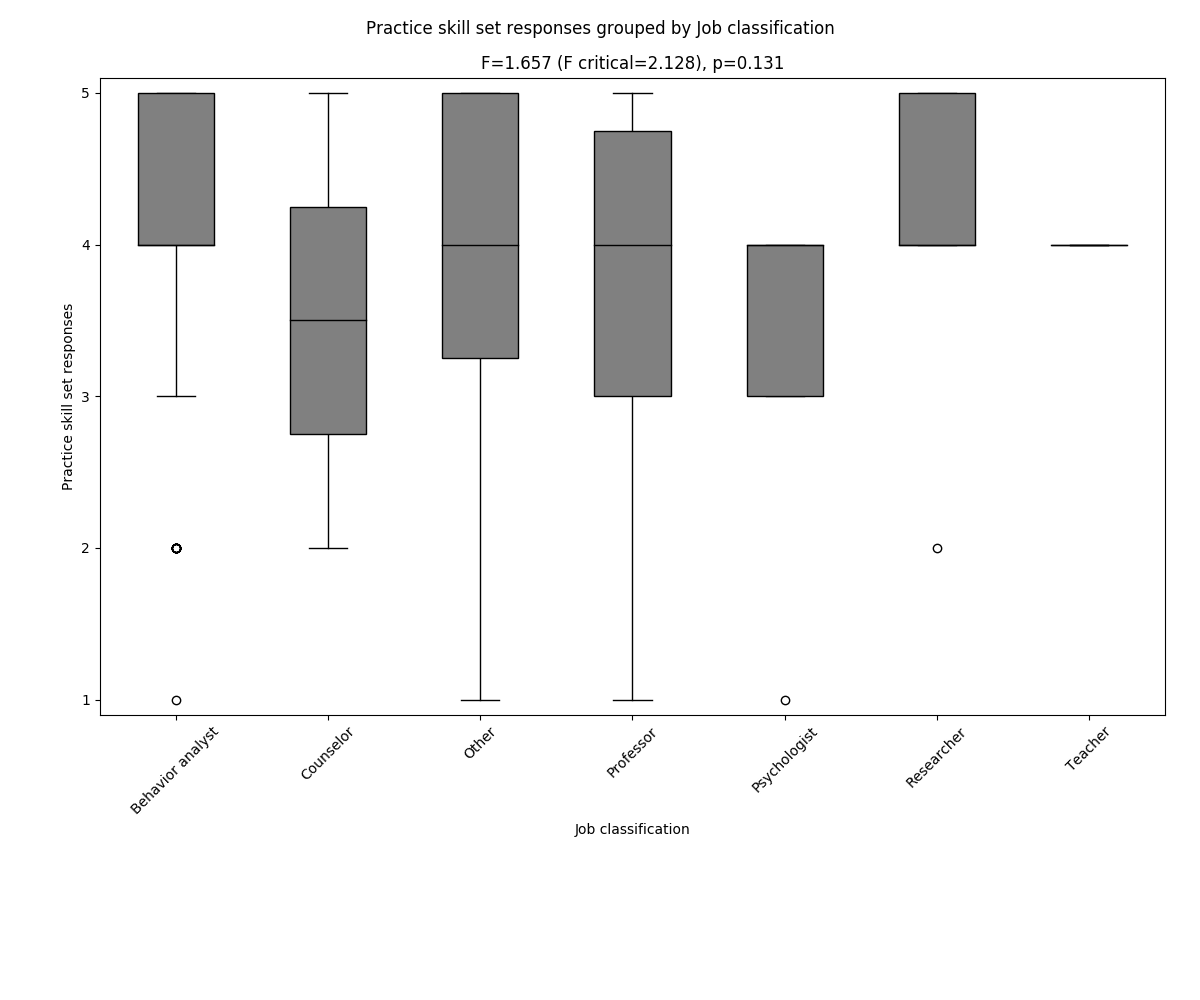 Practice skill set responses grouped by Job classification
F=1.657 (F critical=2.128), p=0.131
Practice skill set responses
5
4
3
2
1
Behavior analyst
Counselor
Other
Professor
Psychologist
Researcher
Teacher
Job classification